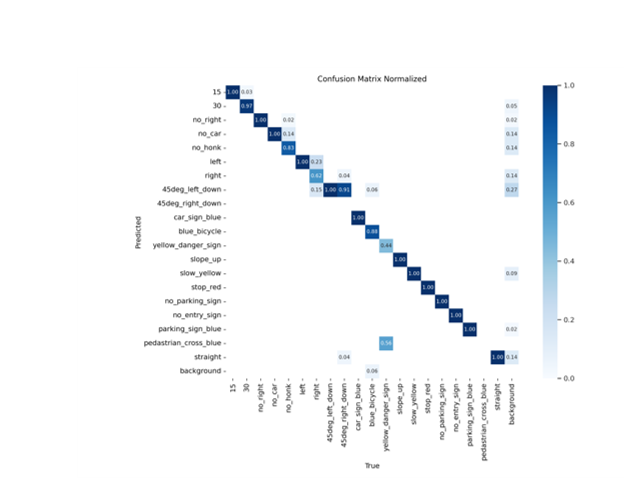 Confusion Matrix Normalized
15 1.00 0.03
30 0.97 0.05
no_right 1.00 0.02 0.02
no_car 1.00 0.14 0.14
no_honk 0.83 0.14
left 1.00 0.23
right 0.62 0.04 0.14
45deg_left_down 0.15 1.00 0.91 0.06 0.27
45deg_right_down
car_sign_blue 1.00
blue_bicycle 0.88
yellow_danger_sign 0.44
slope_up 1.00
slow_yellow 1.00 0.09
stop_red 1.00
no_parking_sign 1.00
no_entry_sign 1.00
parking_sign_blue 1.00 0.02
pedastrian_cross_blue 0.56
straight 0.04 1.00 0.14
background 0.06
Predicted
15
30
no_right
no_car
no_honk
left
right
45deg_left_down
45deg_right_down
car_sign_blue
blue_bicycle
yellow_danger_sign
slope_up
slow_yellow
stop_red
no_parking_sign
no_entry_sign
parking_sign_blue
pedastrian_cross_blue
straight
background
True
1.0
0.8
0.6
0.4
0.2
0.0